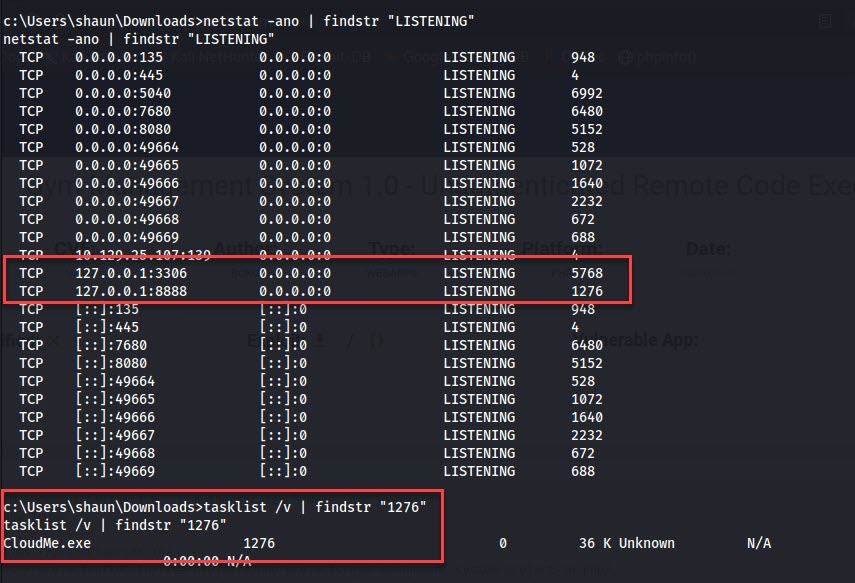 c:\Users\shaun\Downloads>netstat -ano | findstr "LISTENING"
netstat -ano | findstr "LISTENING"
TCP 0.0.0.0:135 0.0.0.0:0 LISTENING 948
TCP 0.0.0.0:445 0.0.0.0:0 LISTENING 4
TCP 0.0.0.0:5040 0.0.0.0:0 LISTENING 6992
TCP 0.0.0.0:7680 0.0.0.0:0 LISTENING 6480
TCP 0.0.0.0:8080 0.0.0.0:0 LISTENING 5152
TCP 0.0.0.0:49664 0.0.0.0:0 LISTENING 528
TCP 0.0.0.0:49665 0.0.0.0:0 LISTENING 1072
TCP 0.0.0.0:49666 0.0.0.0:0 LISTENING 1640
TCP 0.0.0.0:49667 0.0.0.0:0 LISTENING 2232
TCP 0.0.0.0:49668 0.0.0.0:0 LISTENING 672
TCP 0.0.0.0:49669 0.0.0.0:0 LISTENING 688
TCP 10.129.25.107:139 0.0.0.0:0 LISTENING 4
TCP 127.0.0.1:3306 0.0.0.0:0 LISTENING 5768
TCP 127.0.0.1:8888 0.0.0.0:0 LISTENING 1276
TCP [::]:135 [::]:0 LISTENING 948
TCP [::]:445 [::]:0 LISTENING 4
TCP [::]:7680 [::]:0 LISTENING 6480
TCP [::]:8080 [::]:0 LISTENING 5152
TCP [::]:49664 [::]:0 LISTENING 528
TCP [::]:49665 [::]:0 LISTENING 1072
TCP [::]:49666 [::]:0 LISTENING 1640
TCP [::]:49667 [::]:0 LISTENING 2232
TCP [::]:49668 [::]:0 LISTENING 672
TCP [::]:49669 [::]:0 LISTENING 688
c:\Users\shaun\Downloads>tasklist /v | findstr "1276"
tasklist /v | findstr "1276"
CloudMe.exe 1276 0 36 K Unknown N/A
0:00:00 N/A